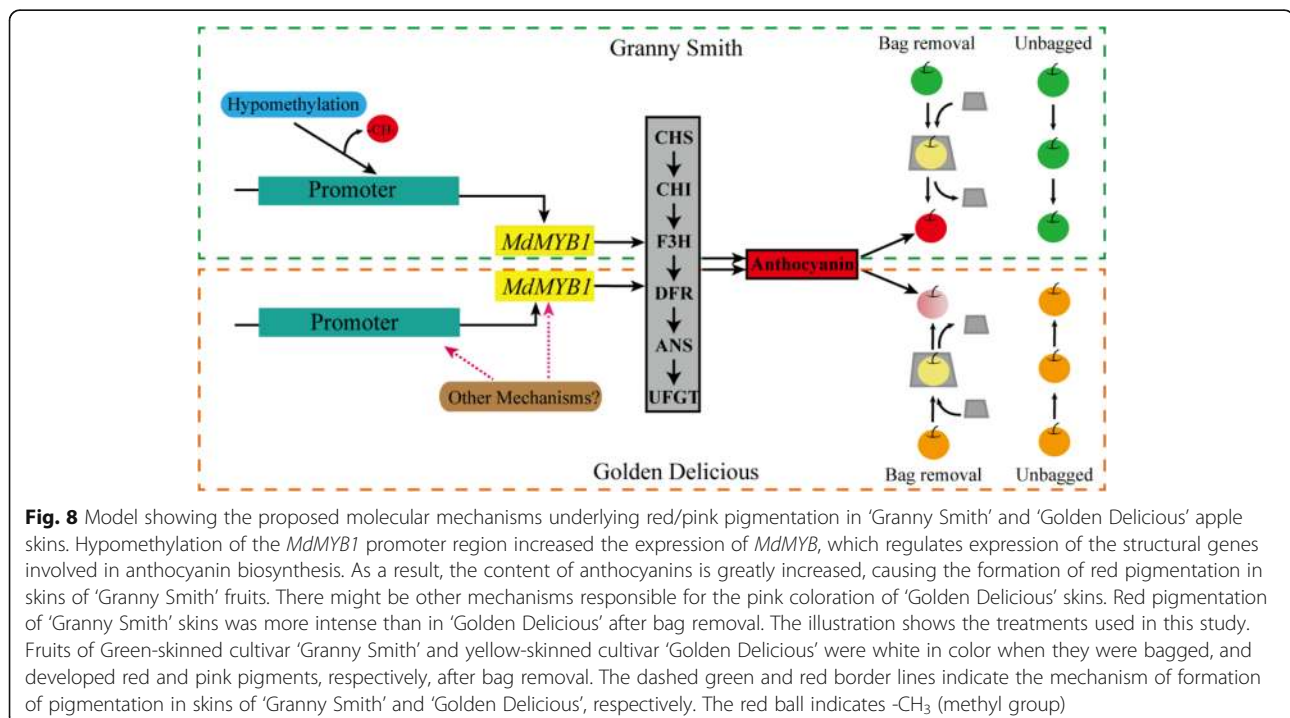 Granny Smith
Bag removal
Unbagged
Hypomethylation
Promoter
MdMYB1
CHS
CHI
F3H
DFR
ANS
UFGT
Anthocyanin
MdMYB1
Promoter
Other Mechanisms?
Golden Delicious
Bag removal
Unbagged
Fig. 8 Model showing the proposed molecular mechanisms underlying red/pink pigmentation in ‘Granny Smith’ and ‘Golden Delicious’ apple
skins. Hypomethylation of the MdMYB1 promoter region increased the expression of MdMYB, which regulates expression of the structural genes
involved in anthocyanin biosynthesis. As a result, the content of anthocyanins is greatly increased, causing the formation of red pigmentation in
skins of ‘Granny Smith’ fruits. There might be other mechanisms responsible for the pink coloration of ‘Golden Delicious’ skins. Red pigmentation
of ‘Granny Smith’ skins was more intense than in ‘Golden Delicious’ after bag removal. The illustration shows the treatments used in this study.
Fruits of Green-skinned cultivar ‘Granny Smith’ and yellow-skinned cultivar ‘Golden Delicious’ were white in color when they were bagged, and
developed red and pink pigments, respectively, after bag removal. The dashed green and red border lines indicate the mechanism of formation
of pigmentation in skins of ‘Granny Smith’ and ‘Golden Delicious’, respectively. The red ball indicates -CH₃ (methyl group)